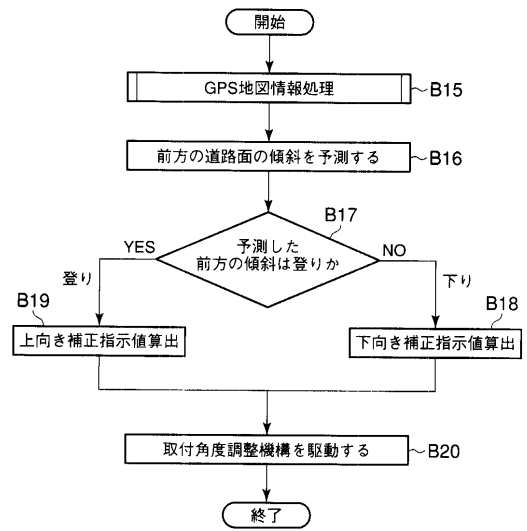 開始
GPS地図情報処理
B15
前方の道路面の傾斜を予測する
B16
B17
予測した
前方の傾斜は登りか
YES
NO
登り
下り
B19
上向き補正指示値算出
B18
下向き補正指示値算出
取付角度調整機構を駆動する
B20
終了